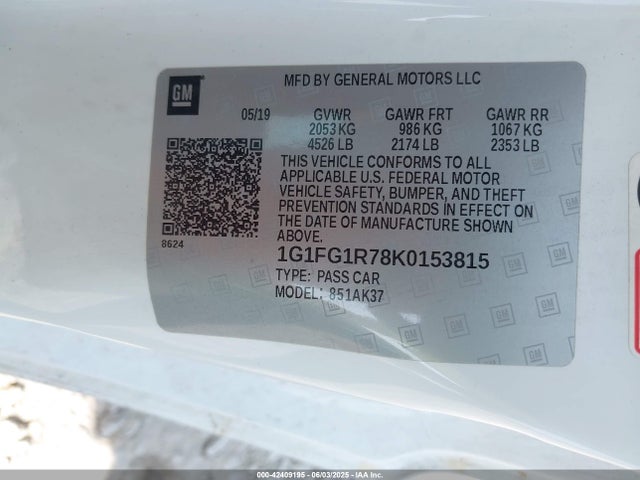 GM
MFD BY GENERAL MOTORS LLC
05/19 GVWR GAWR FRT GAWR RR
2053 KG 986 KG 1067 KG
4526 LB 2174 LB 2353 LB
THIS VEHICLE CONFORMS TO ALL
APPLICABLE U.S. FEDERAL MOTOR
VEHICLE SAFETY, BUMPER, AND THEFT
PREVENTION STANDARDS IN EFFECT ON
THE DATE OF MANUFACTURE SHOWN
ABOVE.
8624
1G1FG1R78K0153815
TYPE: PASS CAR
MODEL: 851AK37
000-42409195 - 06/03/2025 - IAAI Inc.